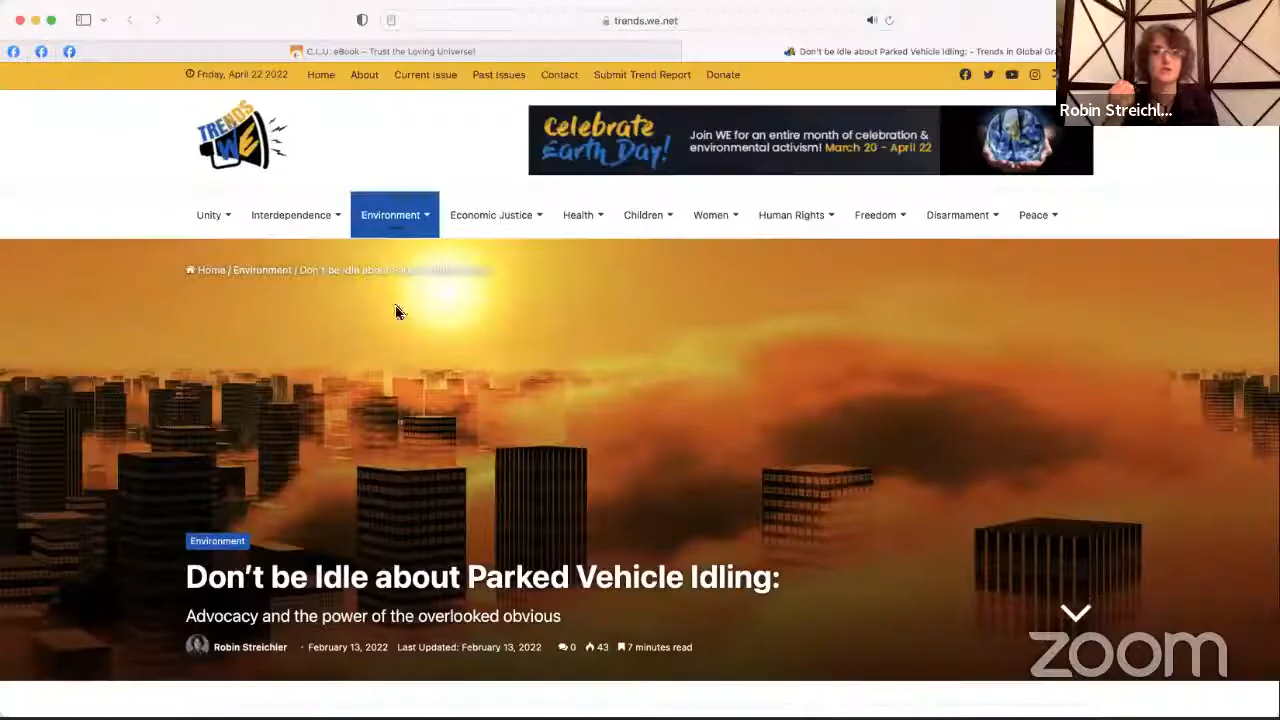 trends.we.net
C.L.U. eBook – Trust the Loving Universe!
Don't be Idle about Parked Vehicle Idling: - Trends in Global Gr
Friday, April 22 2022 Home About Current Issue Past Issues Contact Submit Trend Report Donate
Robin Streichl...
TRENDS
WE
Celebrate
Earth Day!
Join WE for an entire month of celebration &
environmental activism! March 20 - April 22
Unity Interdependence Environment Economic Justice Health Children Women Human Rights Freedom Disarmament Peace
Home / Environment / Don't be Idle about
Environment
Don't be Idle about Parked Vehicle Idling:
Advocacy and the power of the overlooked obvious
Robin Streichler · February 13, 2022 Last Updated: February 13, 2022 0 43 7 minutes read
zoom